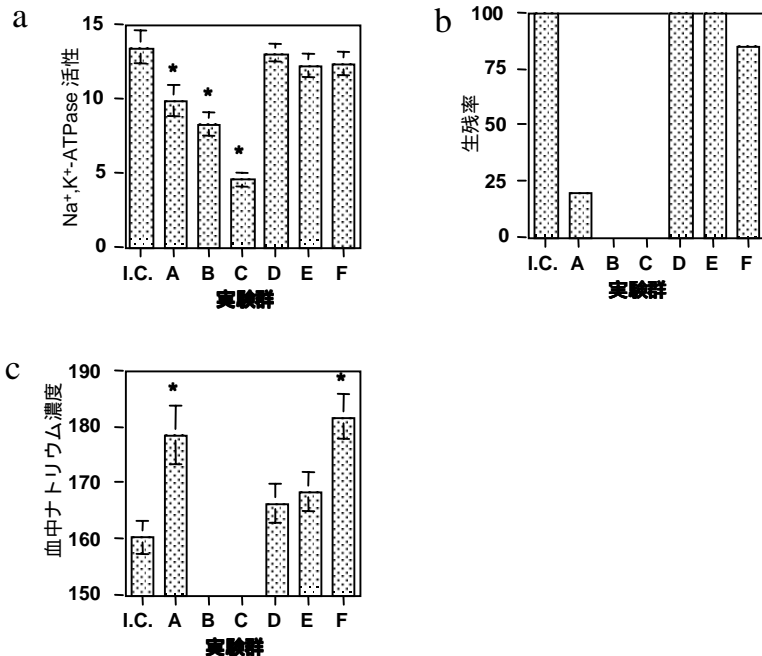 a
Na⁺,K⁺-ATPase 活性
15
10
5
0
* * *
I.C. A B C D E F
実験群
b
生残率
100
75
50
25
0
I.C. A B C D E F
実験群
c
血中ナトリウム濃度
190
180
170
160
150
* *
I.C. A B C D E F
実験群